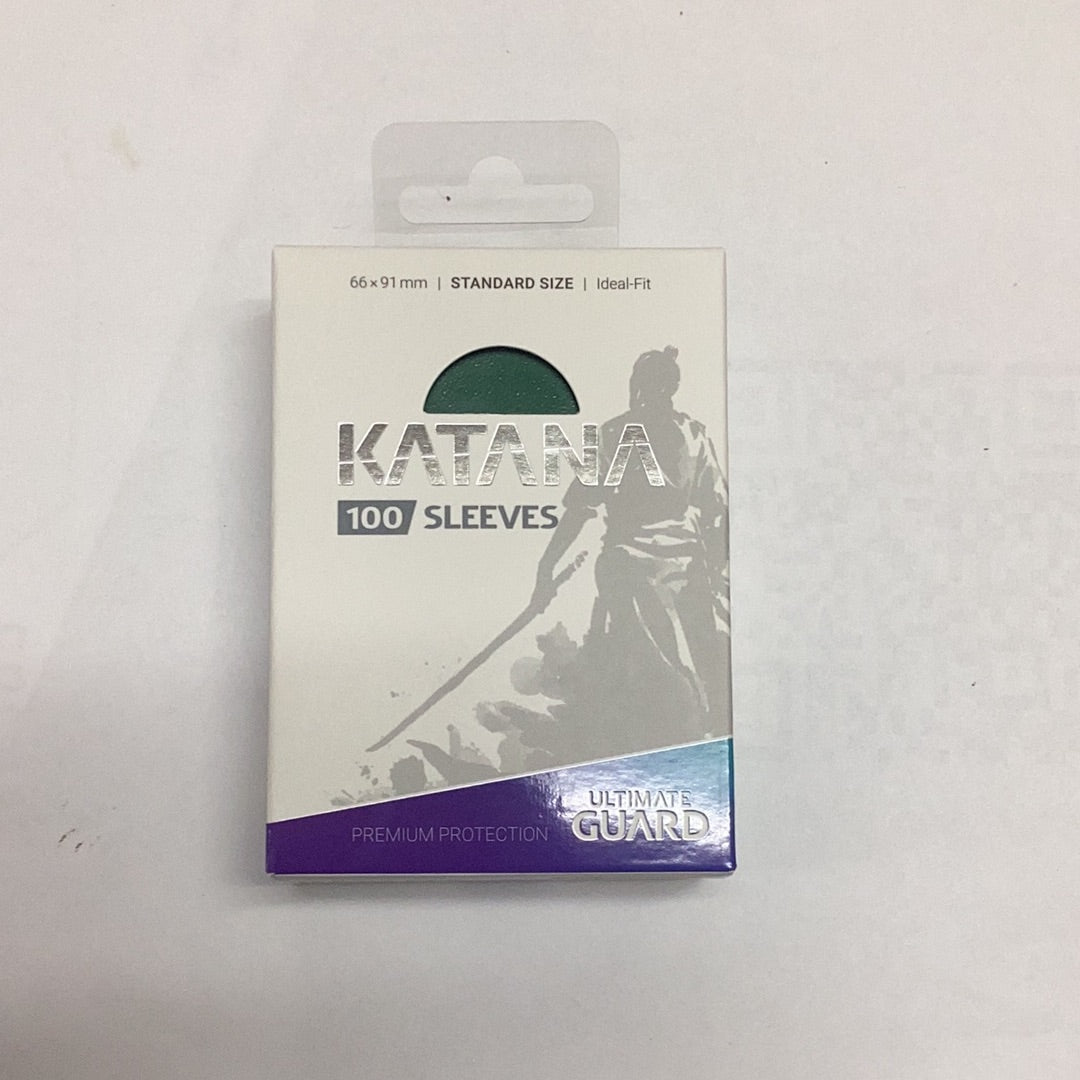 66×91mm | STANDARD SIZE | Ideal-Fit
KATANA
100 SLEEVES
PREMIUM PROTECTION
ULTIMATE
GUARD